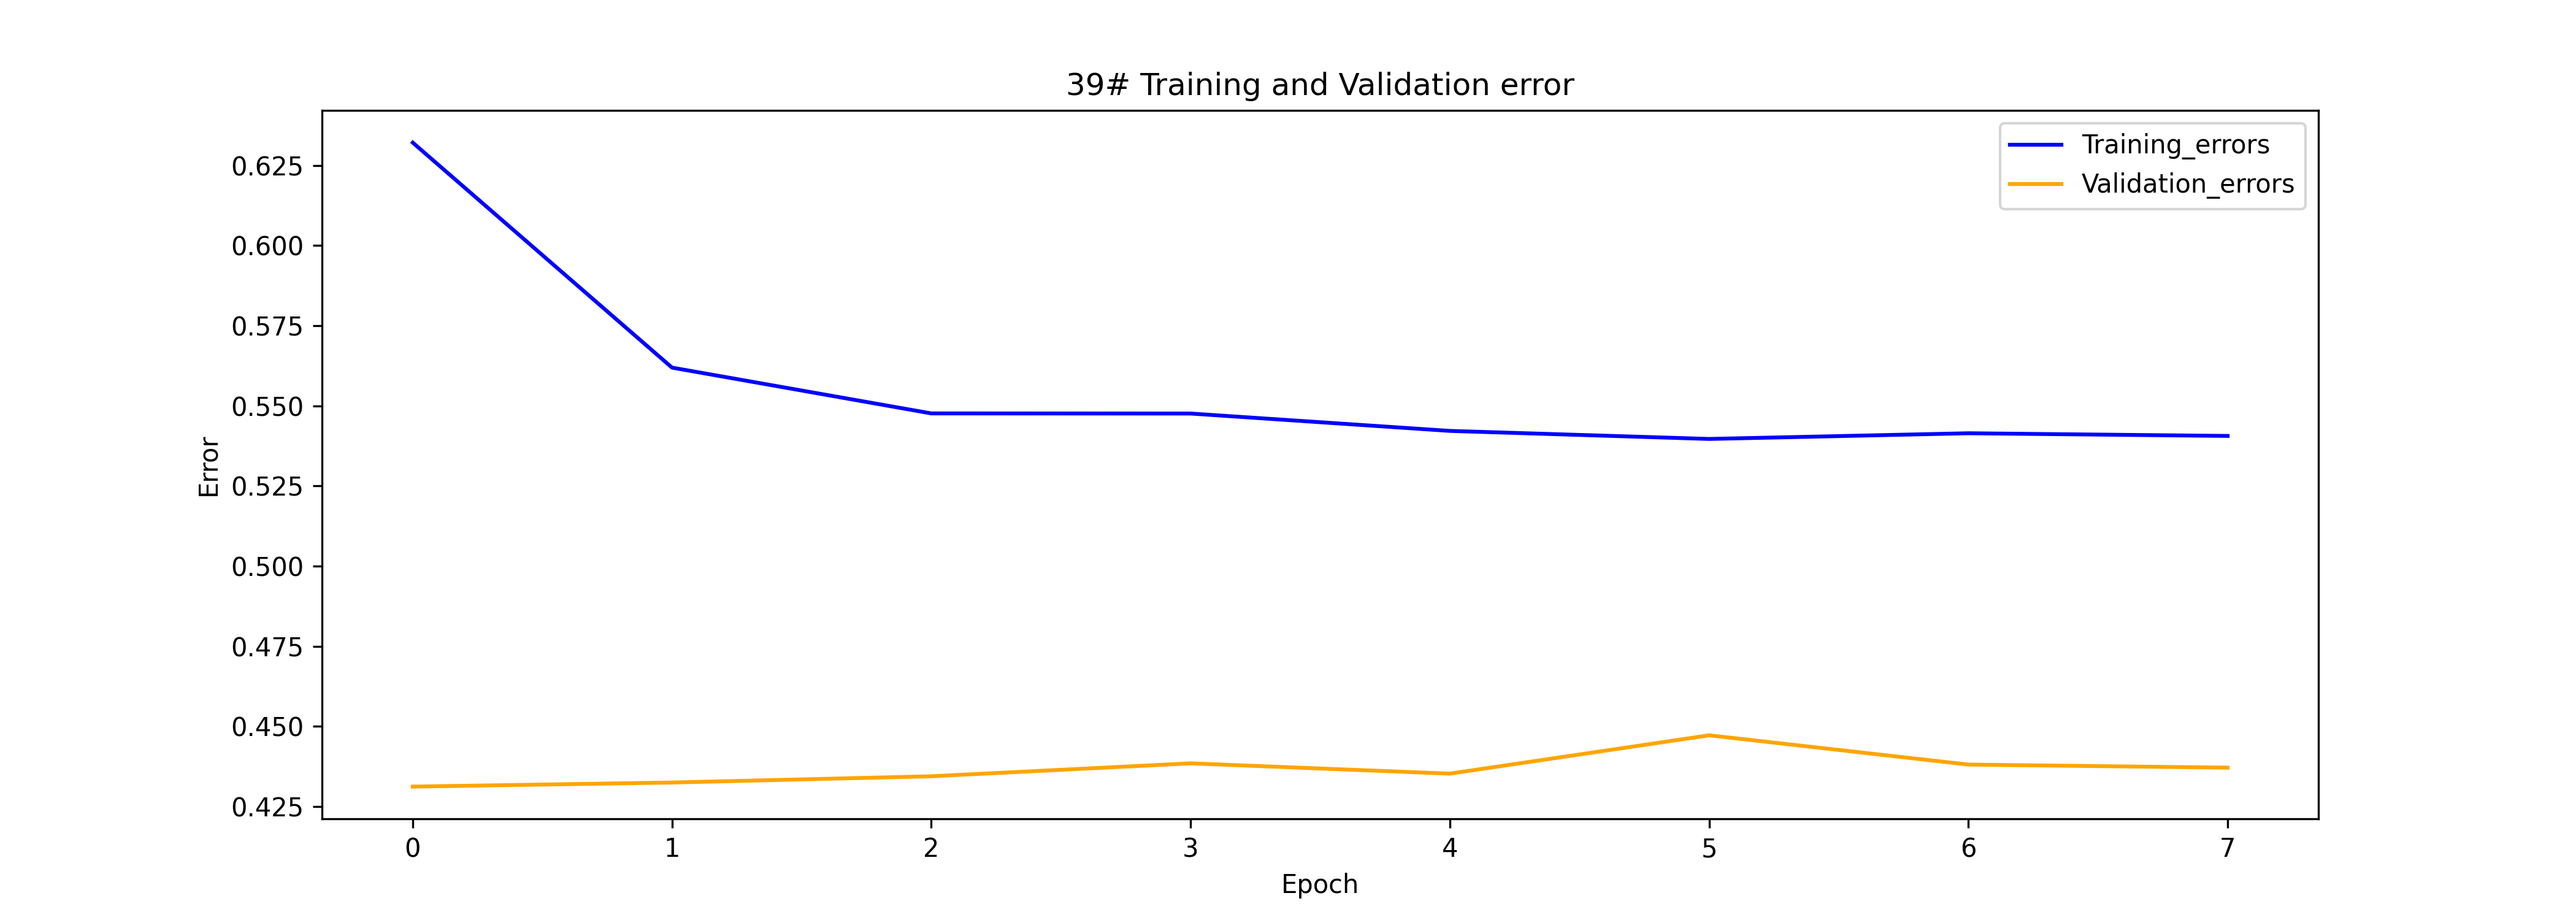 39# Training and Validation error
Training_errors
Validation_errors
0.625
0.600
0.575
0.550
0.525
0.500
0.475
0.450
0.425
Error
0 1 2 3 4 5 6 7
Epoch